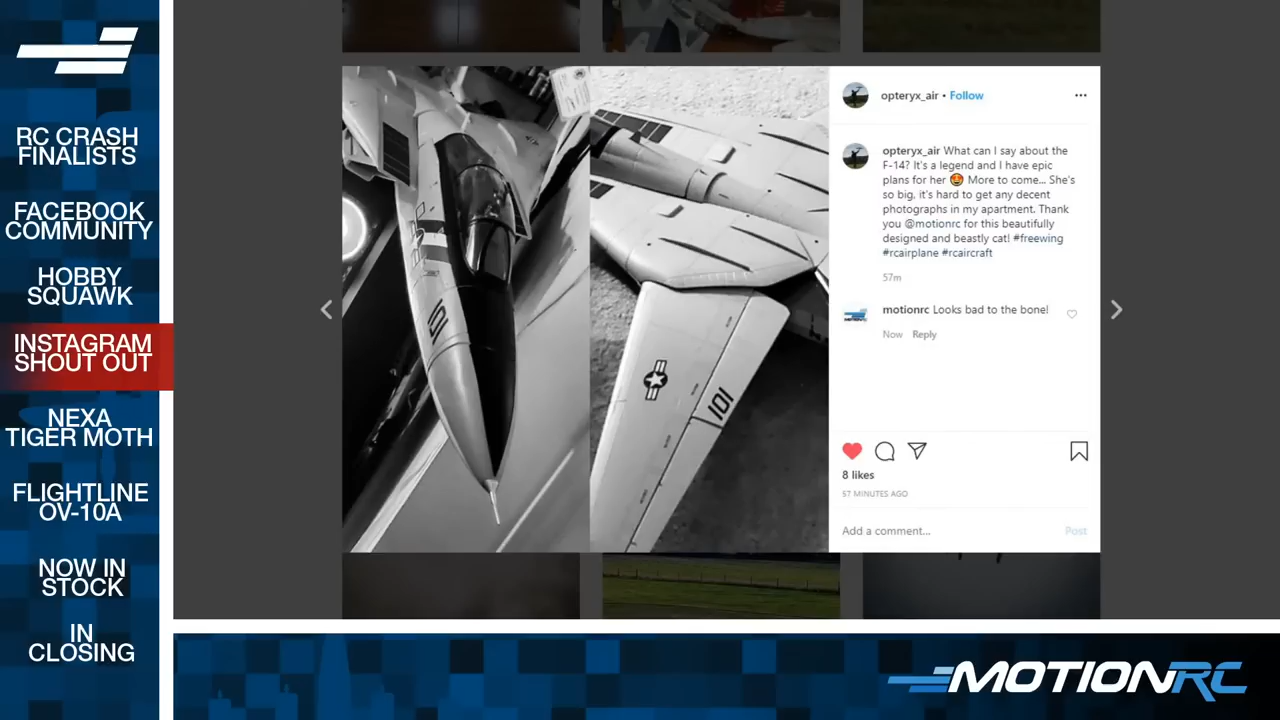 RC CRASH
FINALISTS
FACEBOOK
COMMUNITY
HOBBY
SQUAWK
INSTAGRAM
SHOUT OUT
NEXA
TIGER MOTH
FLIGHTLINE
OV-10A
NOW IN
STOCK
IN
CLOSING
101
101
opteryx_air • Follow
opteryx_air What can I say about the
F-14? It's a legend and I have epic
plans for her 🤩 More to come... She's
so big, it's hard to get any decent
photographs in my apartment. Thank
you @motionrc for this beautifully
designed and beastly cat! #freewing
#rcairplane #rcaircraft
57m
motionrc Looks bad to the bone!
Now Reply
8 likes
57 MINUTES AGO
Add a comment... Post
MOTIONRC